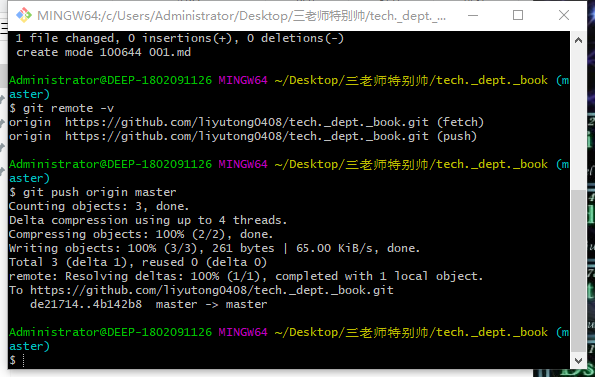 MINGW64:/c/Users/Administrator/Desktop/三老师特别帅/tech._dept._...
1 file changed, 0 insertions(+), 0 deletions(-)
create mode 100644 001.md
Administrator@DEEP-1802091126 MINGW64 ~/Desktop/三老师特别帅/tech._dept._book (m
aster)
$ git remote -v
origin  https://github.com/liyutong0408/tech._dept._book.git (fetch)
origin  https://github.com/liyutong0408/tech._dept._book.git (push)
Administrator@DEEP-1802091126 MINGW64 ~/Desktop/三老师特别帅/tech._dept._book (m
aster)
$ git push origin master
Counting objects: 3, done.
Delta compression using up to 4 threads.
Compressing objects: 100% (2/2), done.
Writing objects: 100% (3/3), 261 bytes | 65.00 KiB/s, done.
Total 3 (delta 1), reused 0 (delta 0)
remote: Resolving deltas: 100% (1/1), completed with 1 local object.
To https://github.com/liyutong0408/tech._dept._book.git
   de21714..4b142b8  master -> master
Administrator@DEEP-1802091126 MINGW64 ~/Desktop/三老师特别帅/tech._dept._book (m
aster)
$